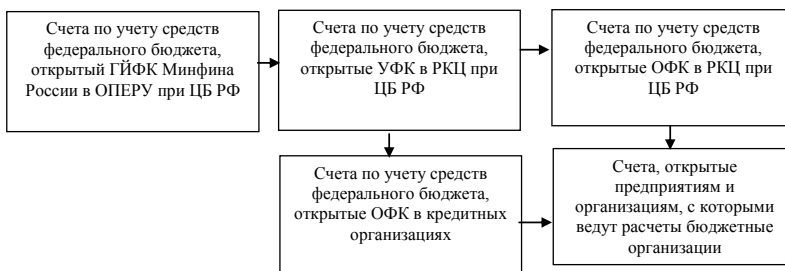 Счета по учету средств
федерального бюджета,
открытый ГЙФК Минфина
России в ОПЕРУ при ЦБ РФ
Счета по учету средств
федерального бюджета,
открытые УФК в РКЦ при
ЦБ РФ
Счета по учету средств
федерального бюджета,
открытые ОФК в РКЦ при
ЦБ РФ
Счета по учету средств
федерального бюджета,
открытые ОФК в кредитных
организациях
Счета, открытые
предприятиям и
организациям, с которыми
ведут расчеты бюджетные
организации